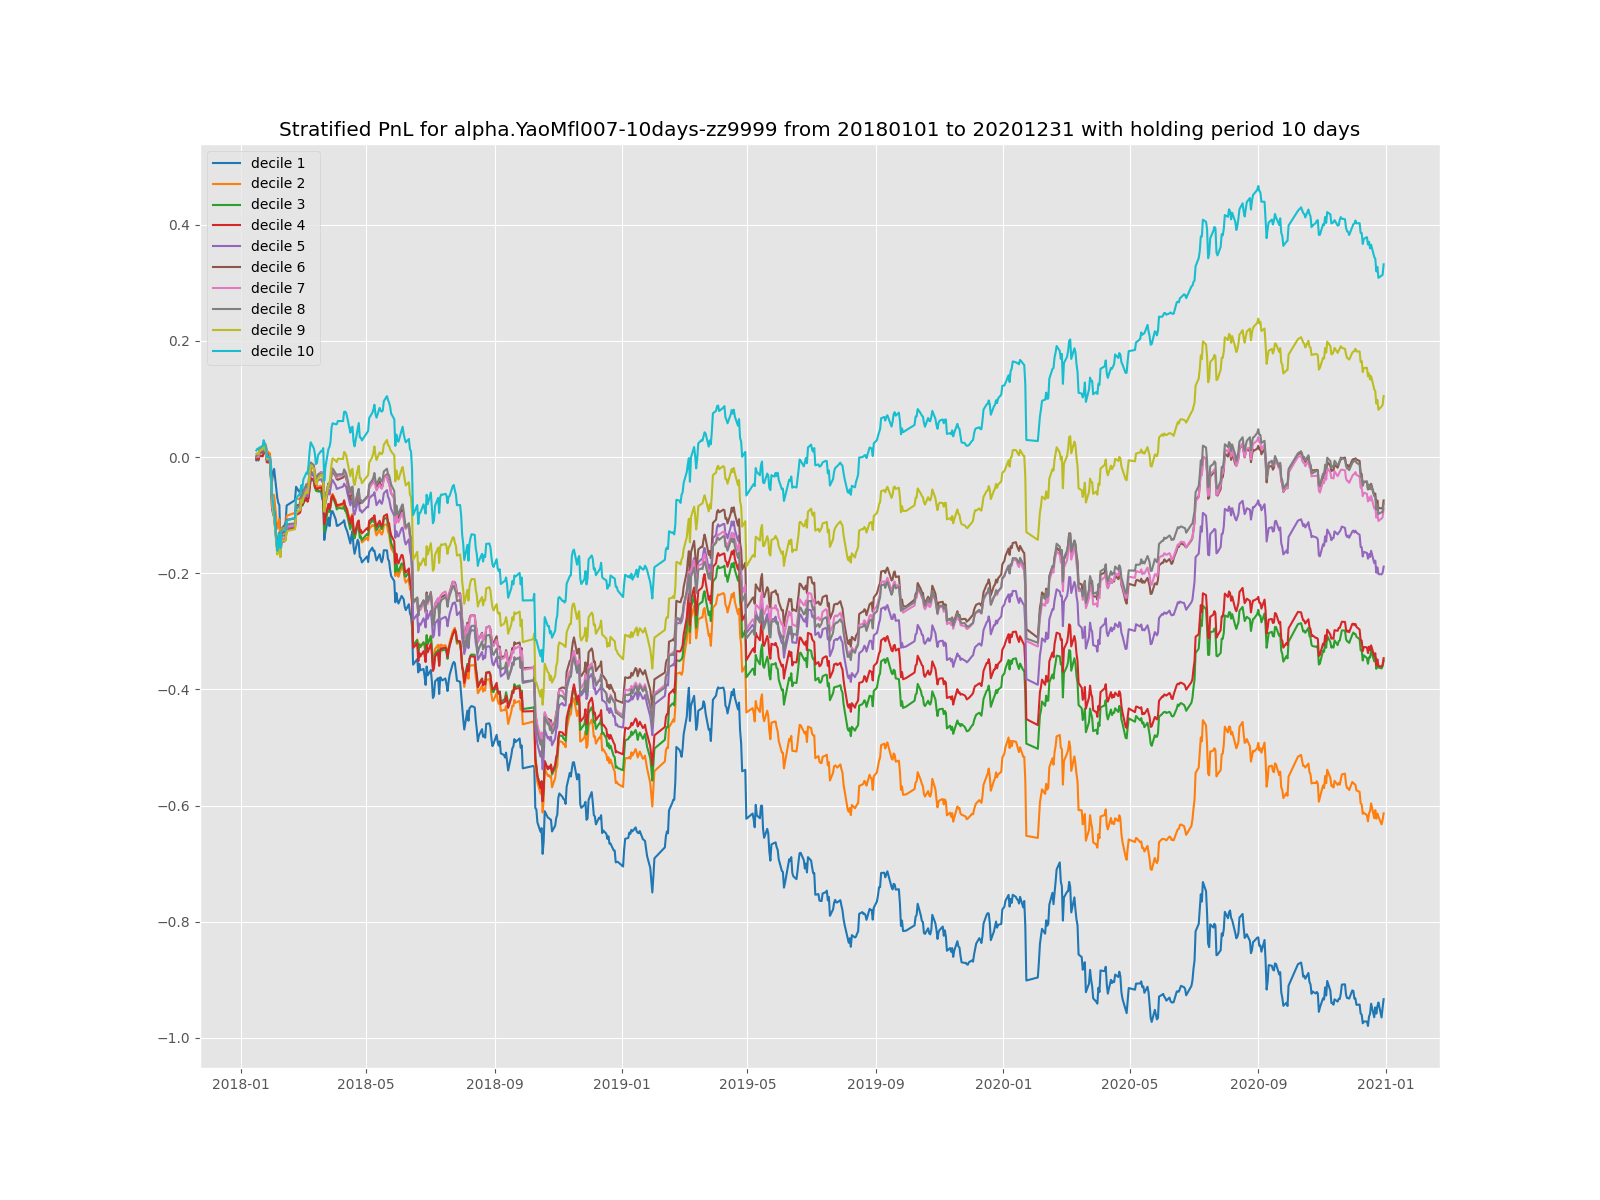 Stratified PnL for alpha.YaoMfl007-10days-zz9999 from 20180101 to 20201231 with holding period 10 days
decile 1
decile 2
decile 3
decile 4
decile 5
decile 6
decile 7
decile 8
decile 9
decile 10
0.4
0.2
0.0
−0.2
−0.4
−0.6
−0.8
−1.0
2018-01 2018-05 2018-09 2019-01 2019-05 2019-09 2020-01 2020-05 2020-09 2021-01